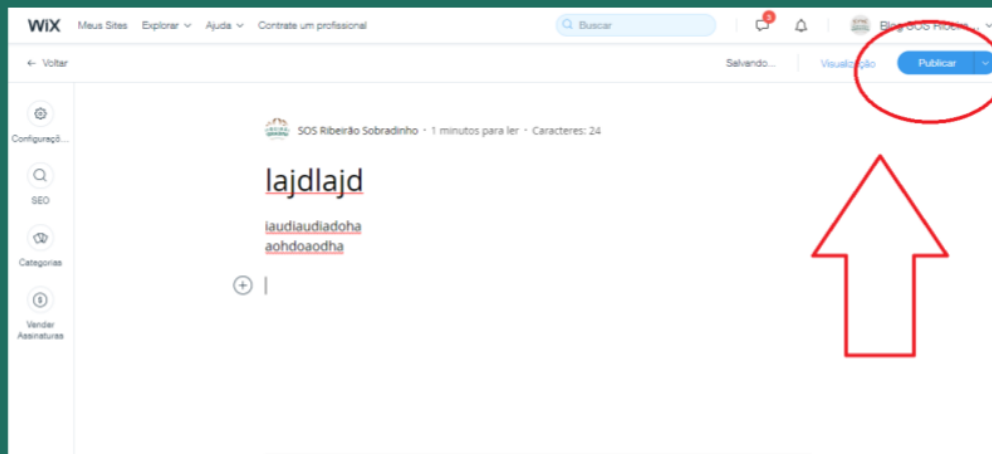 WiX Meus Sites Explorar Ajuda Contrate um profissional Buscar 3
← Voltar Salvando... Visualização Publicar
Configuraçõ...
SOS Ribeirão Sobradinho · 1 minutos para ler · Caracteres: 24
lajdlajd
SEO
iaudiaudiadoha
aohdoaodha
Categorias
Vender
Assinaturas